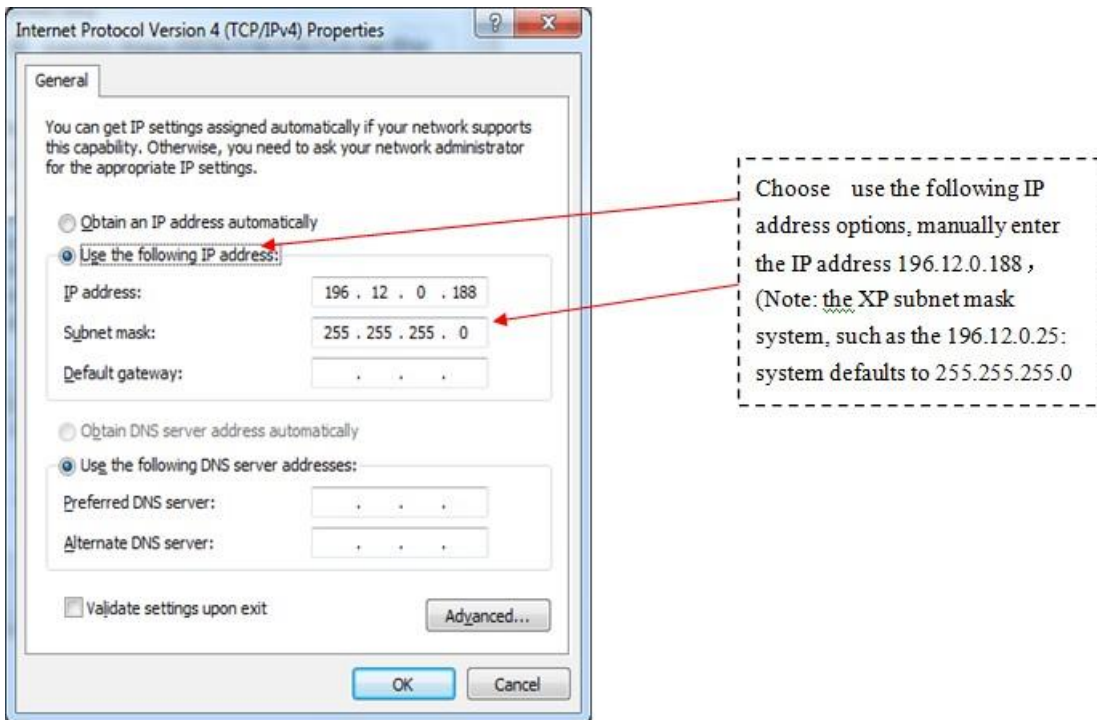 Internet Protocol Version 4 (TCP/IPv4) Properties
General
You can get IP settings assigned automatically if your network supports
this capability. Otherwise, you need to ask your network administrator
for the appropriate IP settings.
Obtain an IP address automatically
Use the following IP address:
IP address: 196 . 12 . 0 . 188
Subnet mask: 255 . 255 . 255 . 0
Default gateway: . . .
Obtain DNS server address automatically
Use the following DNS server addresses:
Preferred DNS server: . . .
Alternate DNS server: . . .
Validate settings upon exit
Advanced...
OK Cancel
Choose use the following IP
address options, manually enter
the IP address 196.12.0.188，
(Note: the XP subnet mask
system, such as the 196.12.0.25:
system defaults to 255.255.255.0